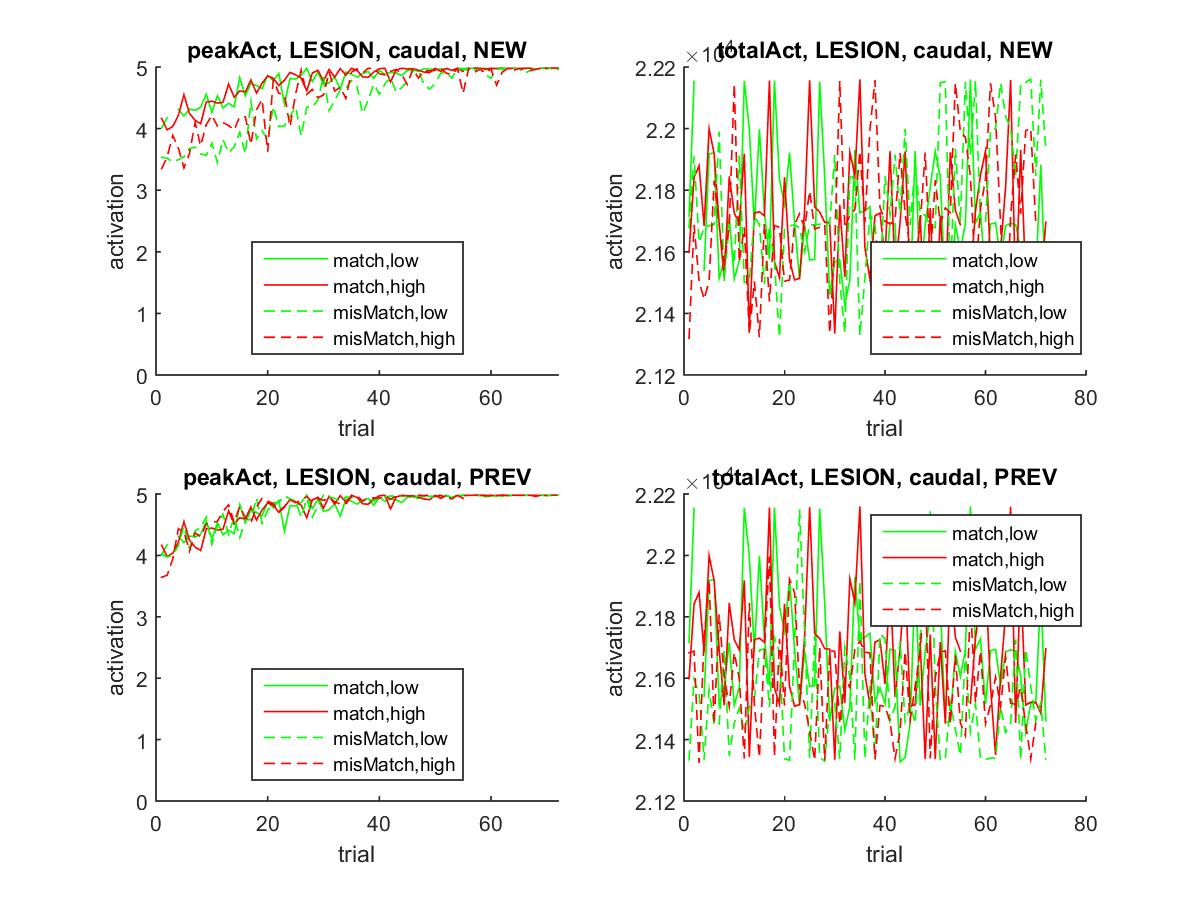 peakAct, LESION, caudal, NEW
5
4
3
2
1
0
activation
match,low
match,high
misMatch,low
misMatch,high
0 20 40 60
trial
totalAct, LESION, caudal, NEW
2.22
2.2
2.18
2.16
2.14
2.12
activation
match,low
match,high
misMatch,low
misMatch,high
0 20 40 60 80
trial
peakAct, LESION, caudal, PREV
5
4
3
2
1
0
activation
match,low
match,high
misMatch,low
misMatch,high
0 20 40 60
trial
totalAct, LESION, caudal, PREV
2.22
2.2
2.18
2.16
2.14
2.12
activation
match,low
match,high
misMatch,low
misMatch,high
0 20 40 60 80
trial